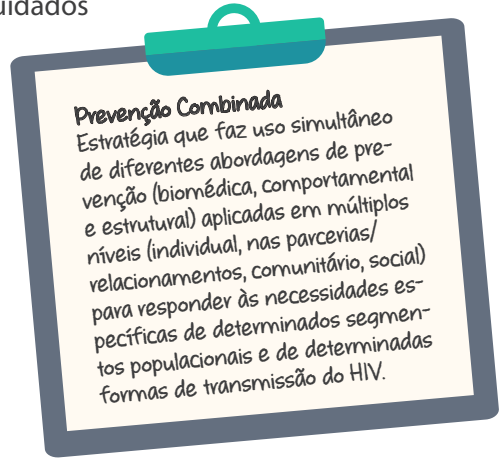 uidados
Prevenção Combinada
Estratégia que faz uso simultâneo
de diferentes abordagens de pre-
venção (biomédica, comportamental
e estrutural) aplicadas em múltiplos
níveis (individual, nas parcerias/
relacionamentos, comunitário, social)
para responder às necessidades es-
pecíficas de determinados segmen-
tos populacionais e de determinadas
formas de transmissão do HIV.